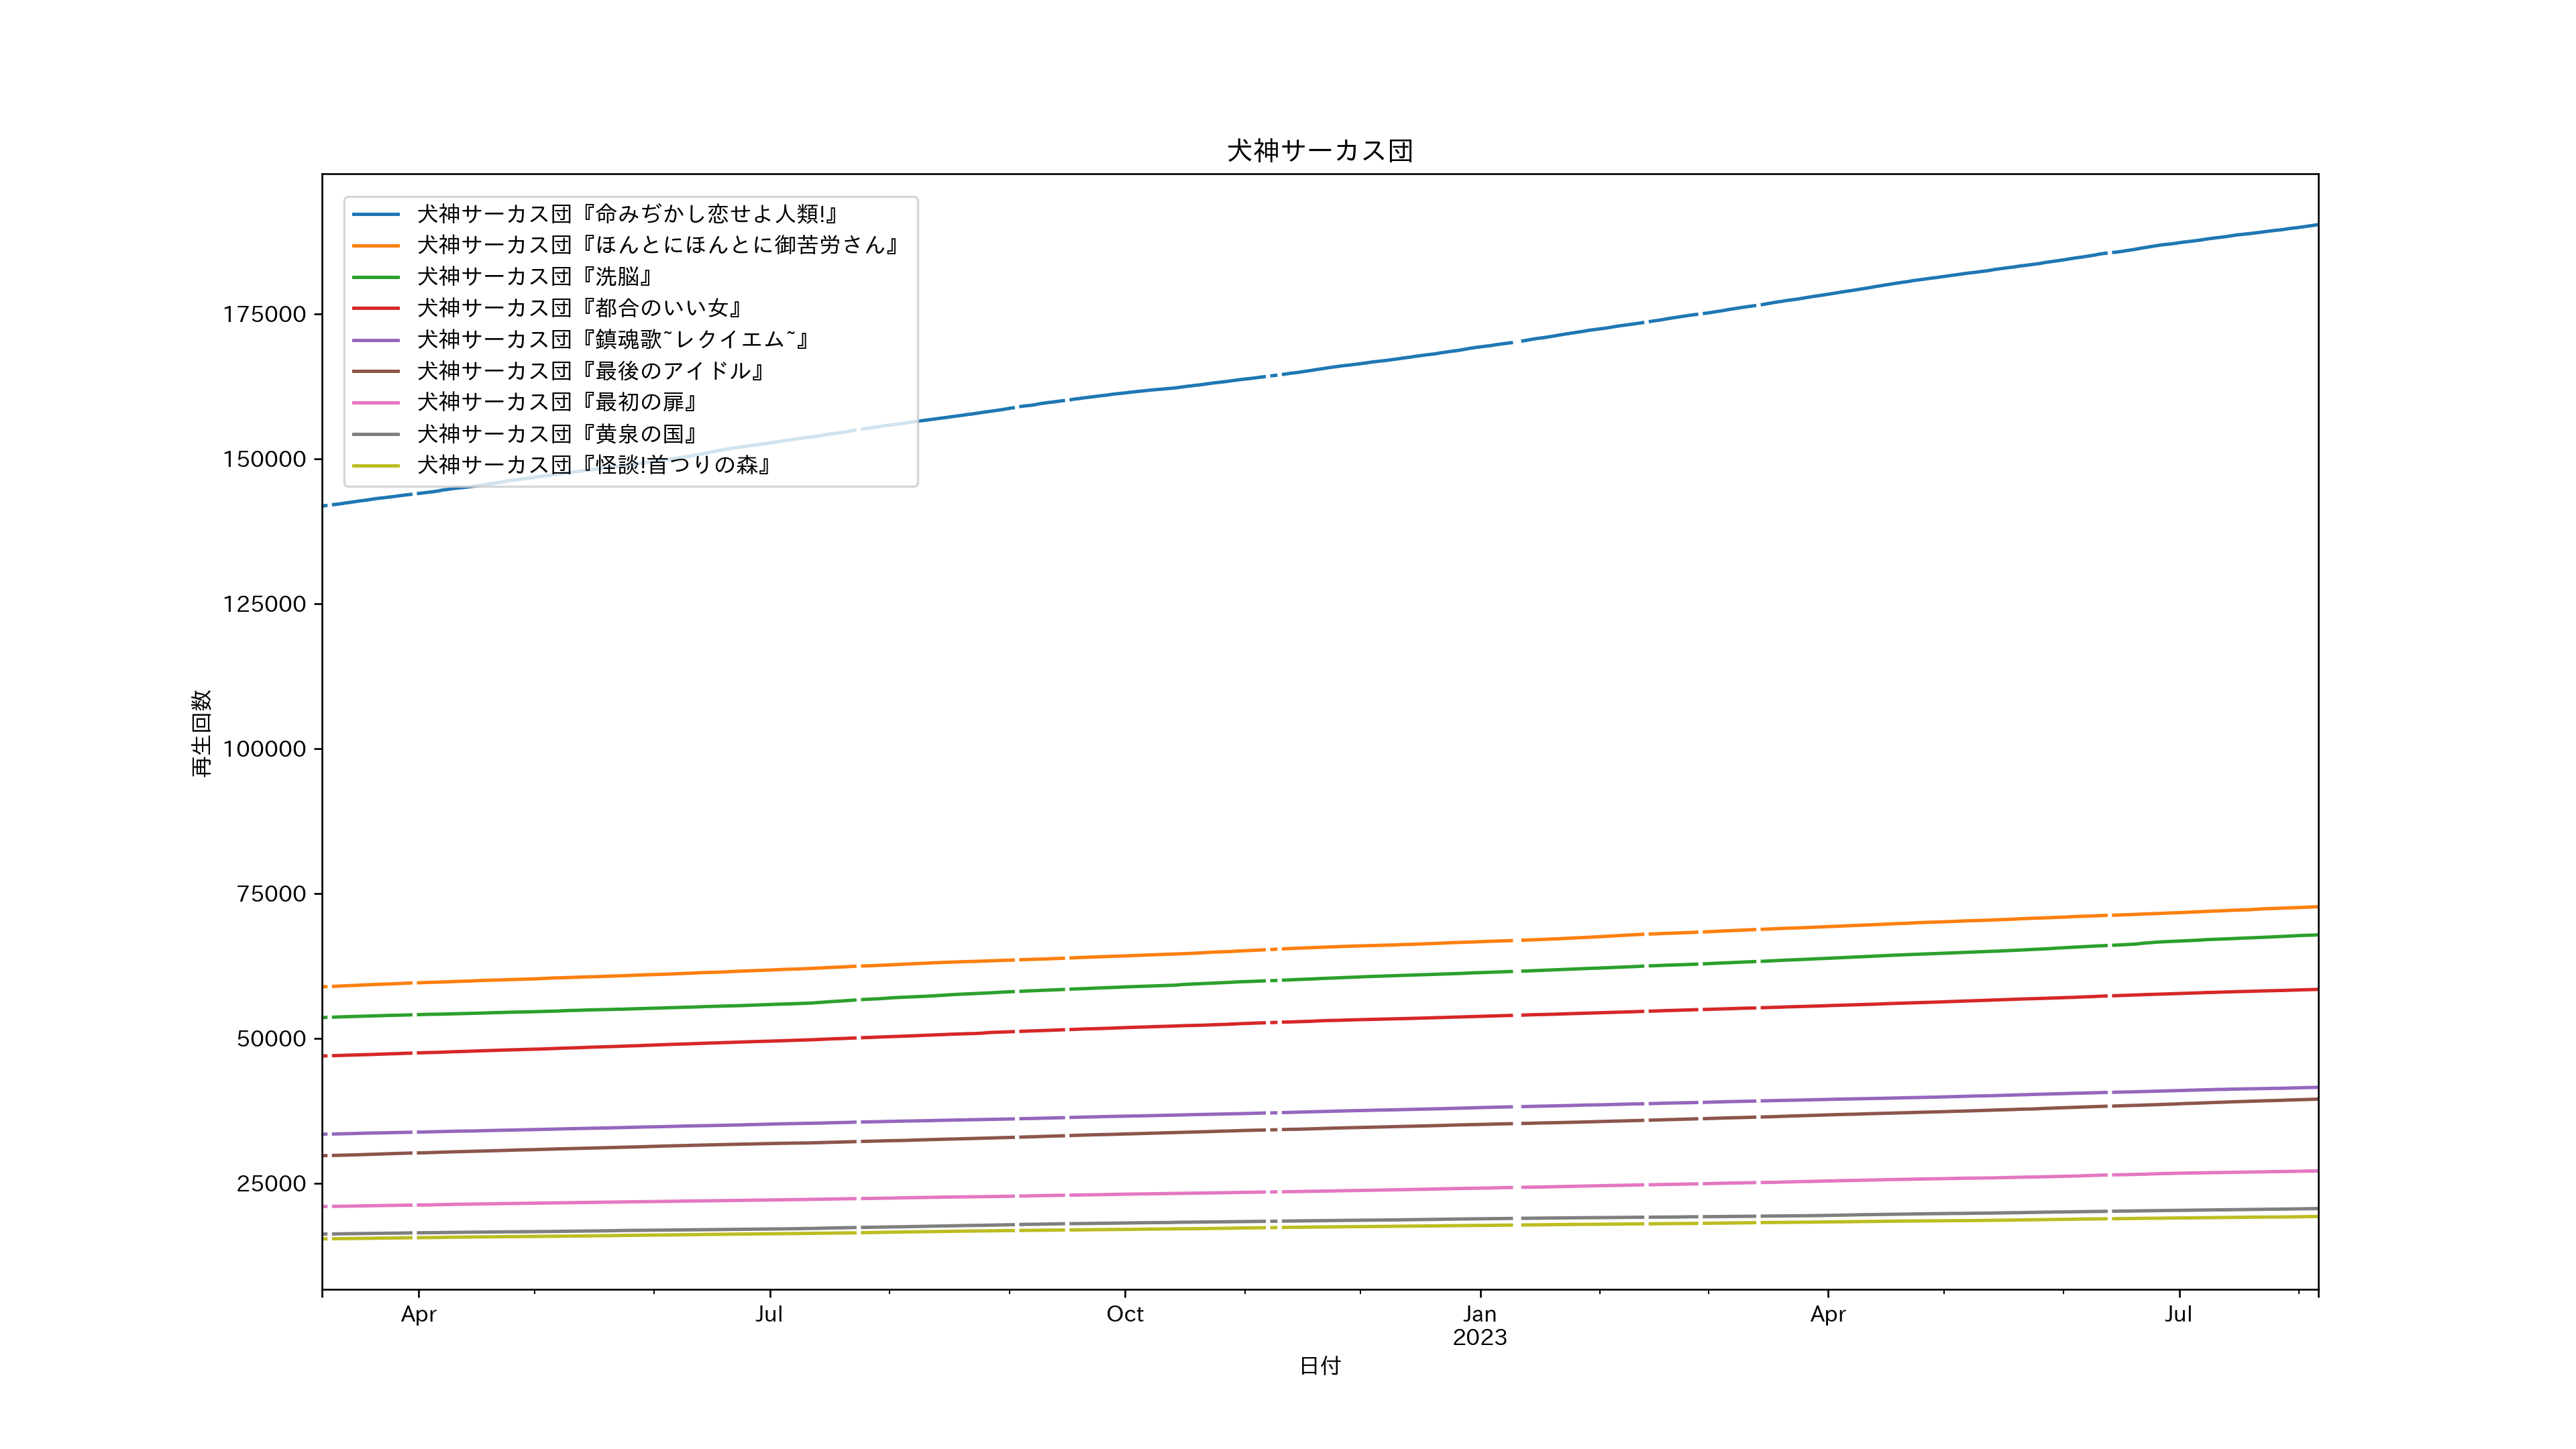 犬神サーカス団
犬神サーカス団『命みぢかし恋せよ人類!』
犬神サーカス団『ほんとにほんとに御苦労さん』
犬神サーカス団『洗脳』
犬神サーカス団『都合のいい女』
犬神サーカス団『鎮魂歌~レクイエム~』
犬神サーカス団『最後のアイドル』
犬神サーカス団『最初の扉』
犬神サーカス団『黄泉の国』
犬神サーカス団『怪談!首つりの森』
175000
150000
125000
100000
75000
50000
25000
再生回数
Apr
Jul
Oct
Jan
2023
Apr
Jul
日付